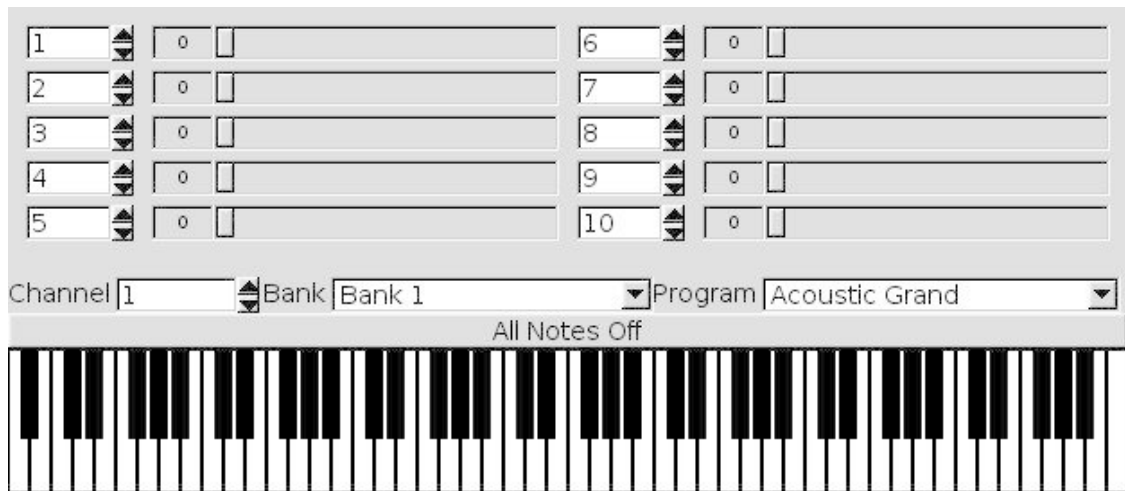 1 0 6 0
2 0 7 0
3 0 8 0
4 0 9 0
5 0 10 0
Channel 1 Bank Bank 1 Program Acoustic Grand
All Notes Off